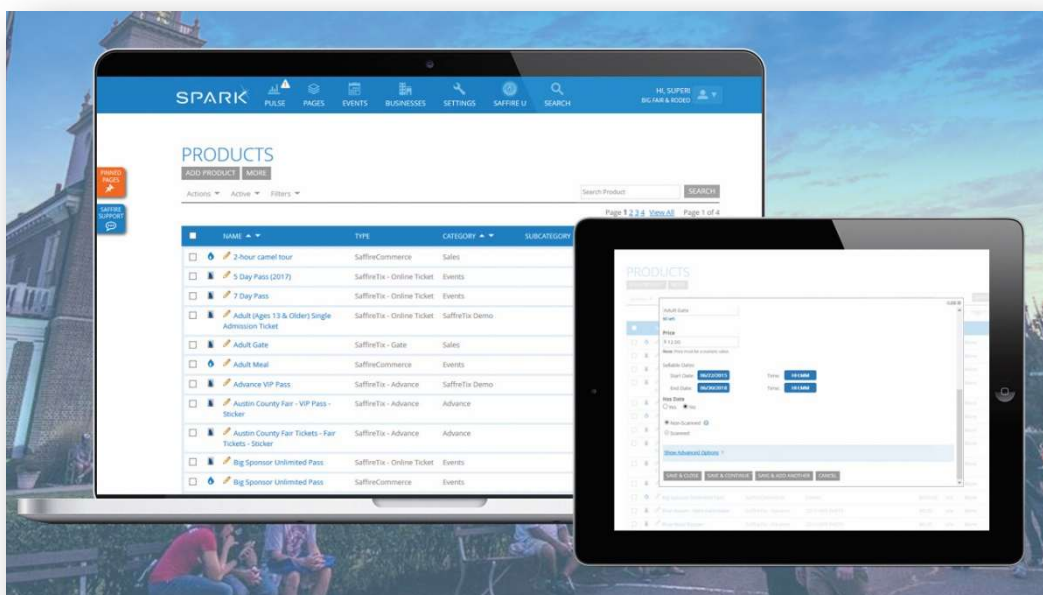 SPARK
PULSE PAGES EVENTS BUSINESSES SETTINGS SAFFIRE U SEARCH
HI, SUPER!
BIG FAIR & RODEO
PINNED PAGES
SAFFIRE SUPPORT
PRODUCTS
ADD PRODUCT MORE
Actions Active Filters Search Product SEARCH
Page 1 2 3 4 View All Page 1 of 4
NAME TYPE CATEGORY SUBCATEGORY
2-hour camel tour SaffireCommerce Sales
5 Day Pass (2017) SaffireTix - Online Ticket Events
7 Day Pass SaffireTix - Online Ticket Events
Adult (Ages 13 & Older) Single SaffireTix - Online Ticket SaffireTix Demo
Admission Ticket
Adult Gate SaffireTix - Gate Sales
Adult Meal SaffireCommerce Events
Advance VIP Pass SaffireTix - Advance SaffireTix Demo
Austin County Fair - VIP Pass - SaffireTix - Advance Advance
Sticker
Austin County Fair Tickets - Fair SaffireTix - Advance Advance
Tickets - Sticker
Big Sponsor Unlimited Pass SaffireTix - Online Ticket Events
Big Sponsor Unlimited Pass SaffireCommerce Events
PRODUCTS
Adult Gate
Price
Sellable Dates
Start Date: Time:
End Date: Time:
Has Date
Yes No
Non-Scanned
Scanned
Show Advanced Options
SAVE & CLOSE SAVE & CONTINUE SAVE & ADD ANOTHER CANCEL